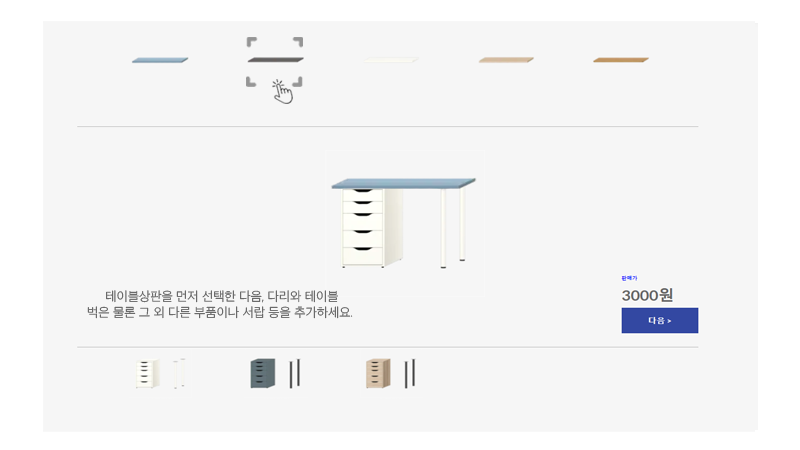 판매가
테이블상판을 먼저 선택한 다음, 다리와 테이블
3000원
벅은 물론 그 외 다른 부품이나 서랍 등을 추가하세요.
다음 >